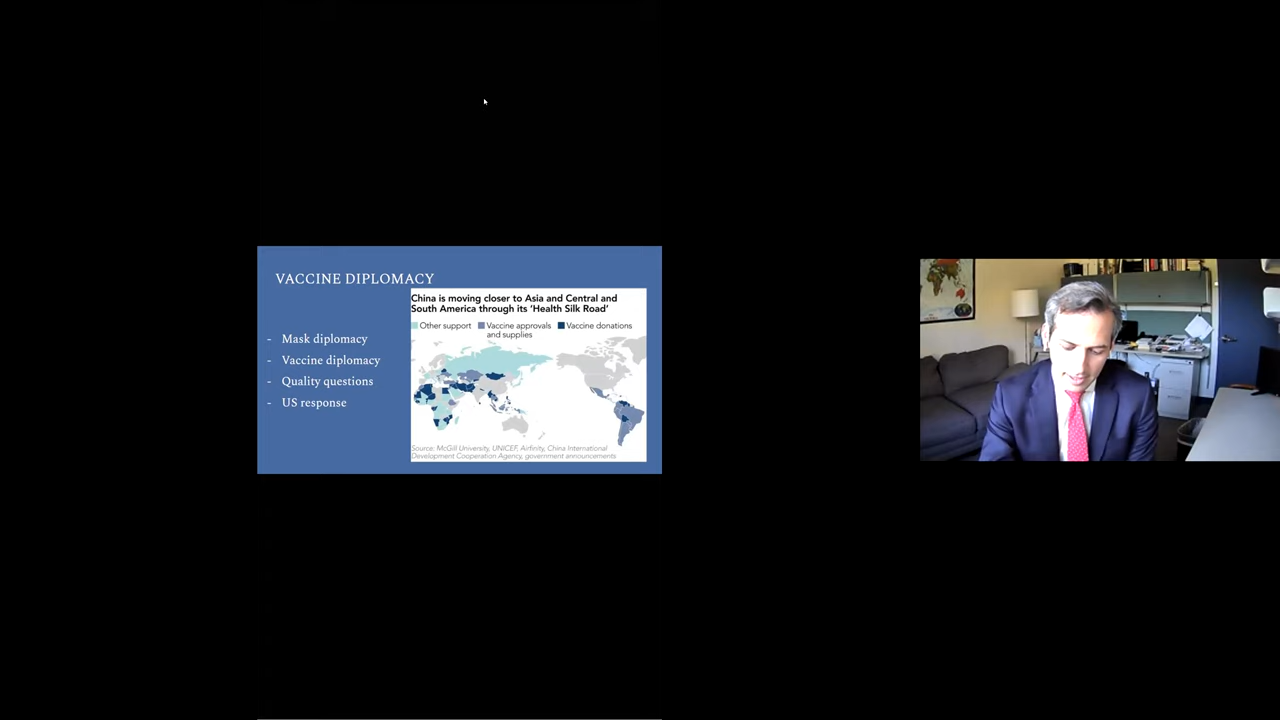 VACCINE DIPLOMACY
- Mask diplomacy
- Vaccine diplomacy
- Quality questions
- US response
China is moving closer to Asia and Central and
South America through its 'Health Silk Road'
Other support
Vaccine approvals
and supplies
Vaccine donations
Source: McGill University, UNICEF, Airfinity, China International
Development Cooperation Agency, government announcements